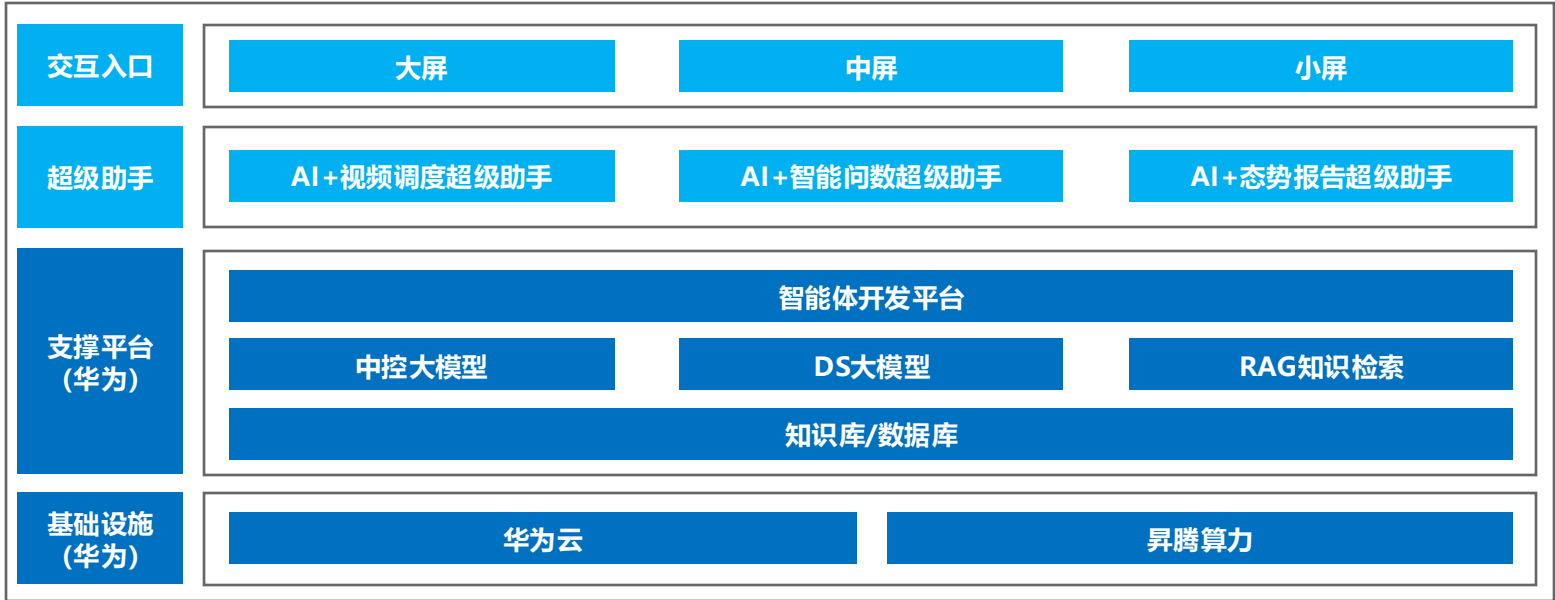 交互入口
大屏
中屏
小屏
超级助手
AI+视频调度超级助手
AI+智能问数超级助手
AI+态势报告超级助手
支撑平台
(华为)
智能体开发平台
中控大模型
DS大模型
RAG知识检索
知识库/数据库
基础设施
(华为)
华为云
昇腾算力